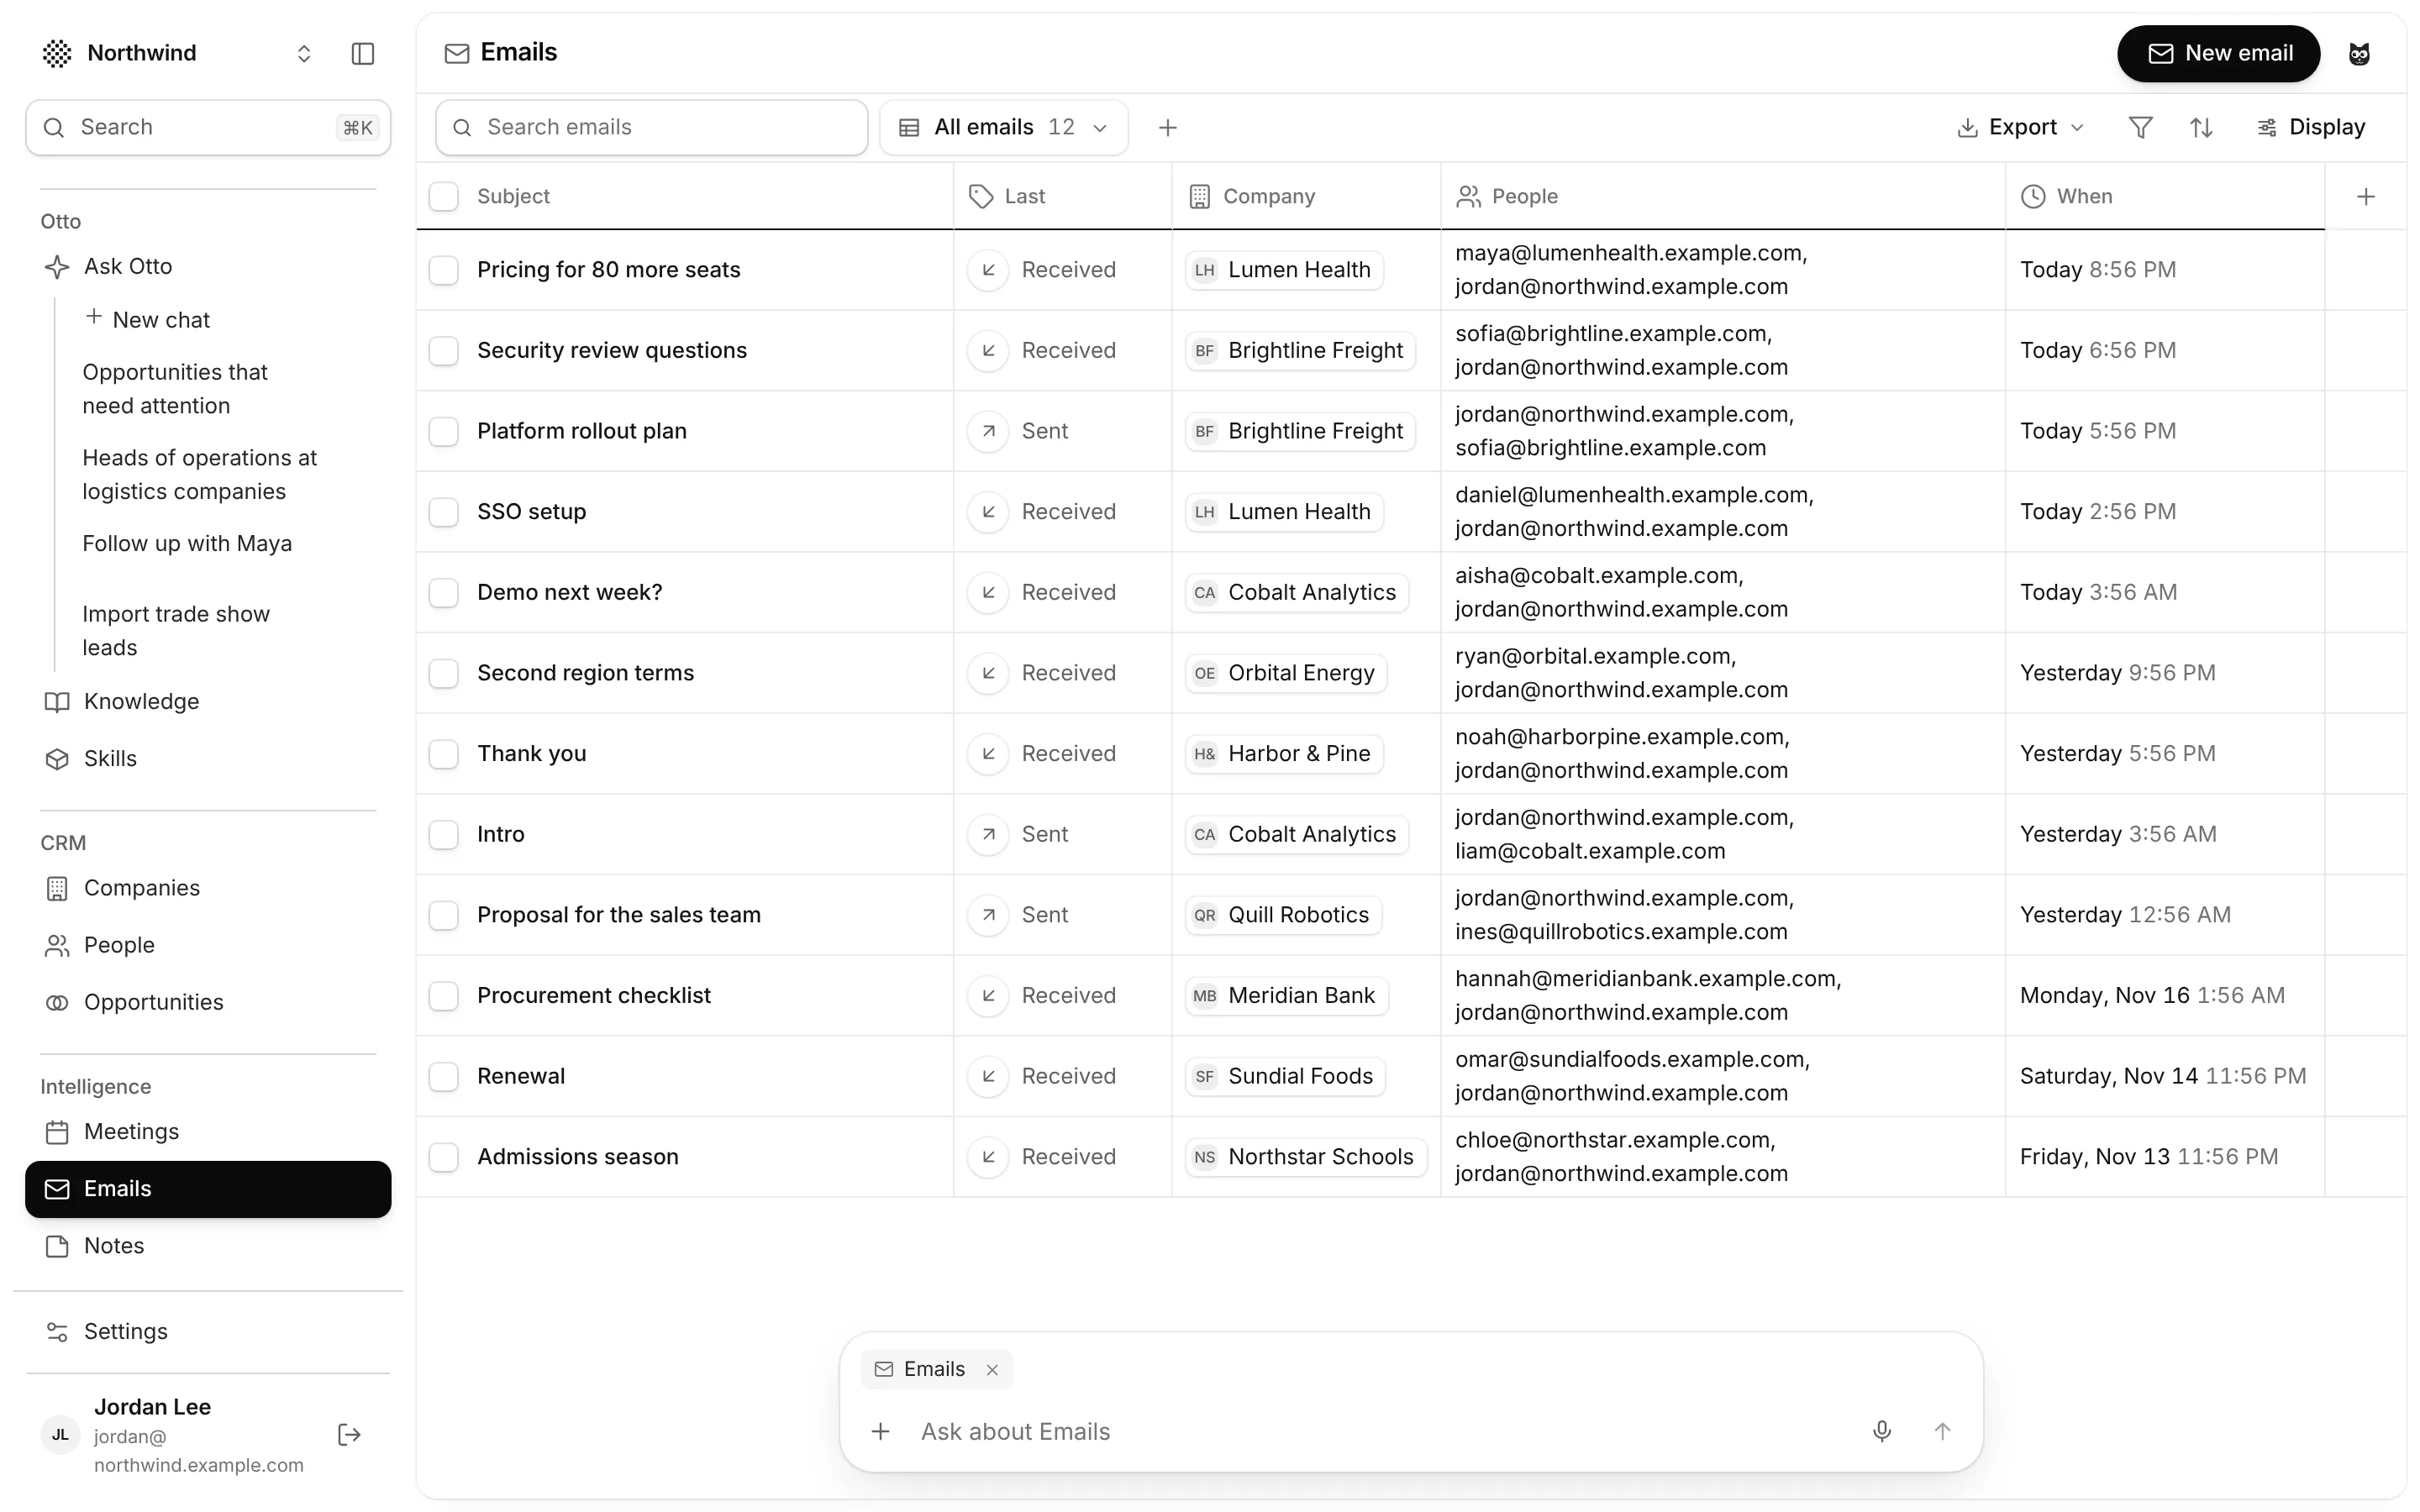 Northwind
Search ⌘K
Otto
Ask Otto
New chat
Opportunities that
need attention
Heads of operations at
logistics companies
Follow up with Maya
Import trade show
leads
Knowledge
Skills
CRM
Companies
People
Opportunities
Intelligence
Meetings
Emails
Notes
Settings
JL
Jordan Lee
jordan@
northwind.example.com
Emails
New email
Search emails
All emails 12
Export
Display
Subject Last Company People When
Pricing for 80 more seats Received LH Lumen Health maya@lumenhealth.example.com, Today 8:56 PM
jordan@northwind.example.com
Security review questions Received BF Brightline Freight sofia@brightline.example.com, Today 6:56 PM
jordan@northwind.example.com
Platform rollout plan Sent BF Brightline Freight jordan@northwind.example.com, Today 5:56 PM
sofia@brightline.example.com
SSO setup Received LH Lumen Health daniel@lumenhealth.example.com, Today 2:56 PM
jordan@northwind.example.com
Demo next week? Received CA Cobalt Analytics aisha@cobalt.example.com, Today 3:56 AM
jordan@northwind.example.com
Second region terms Received OE Orbital Energy ryan@orbital.example.com, Yesterday 9:56 PM
jordan@northwind.example.com
Thank you Received H& Harbor & Pine noah@harborpine.example.com, Yesterday 5:56 PM
jordan@northwind.example.com
Intro Sent CA Cobalt Analytics jordan@northwind.example.com, Yesterday 3:56 AM
liam@cobalt.example.com
Proposal for the sales team Sent QR Quill Robotics jordan@northwind.example.com, Yesterday 12:56 AM
ines@quillrobotics.example.com
Procurement checklist Received MB Meridian Bank hannah@meridianbank.example.com, Monday, Nov 16 1:56 AM
jordan@northwind.example.com
Renewal Received SF Sundial Foods omar@sundialfoods.example.com, Saturday, Nov 14 11:56 PM
jordan@northwind.example.com
Admissions season Received NS Northstar Schools chloe@northstar.example.com, Friday, Nov 13 11:56 PM
jordan@northwind.example.com
Emails
Ask about Emails